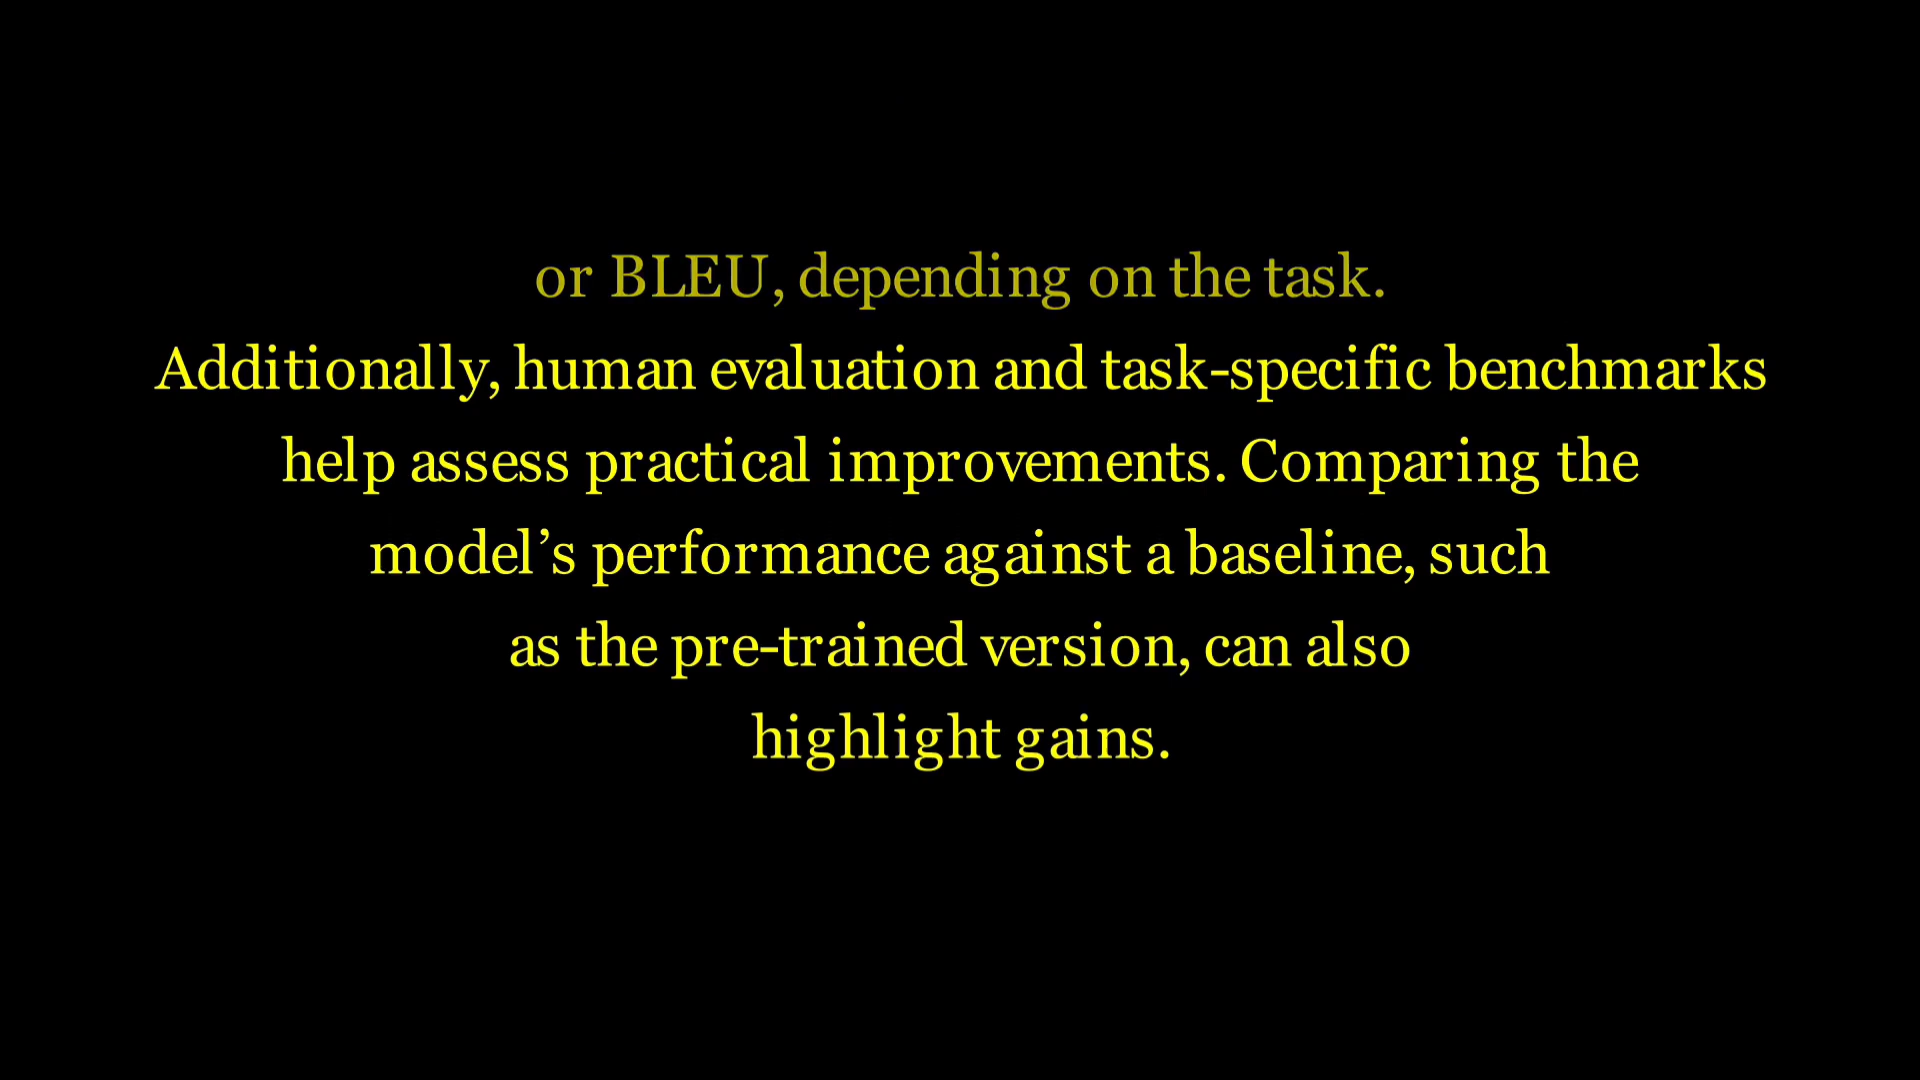 or BLEU, depending on the task.
Additionally, human evaluation and task-specific benchmarks
help assess practical improvements. Comparing the
model’s performance against a baseline, such
as the pre-trained version, can also
highlight gains.